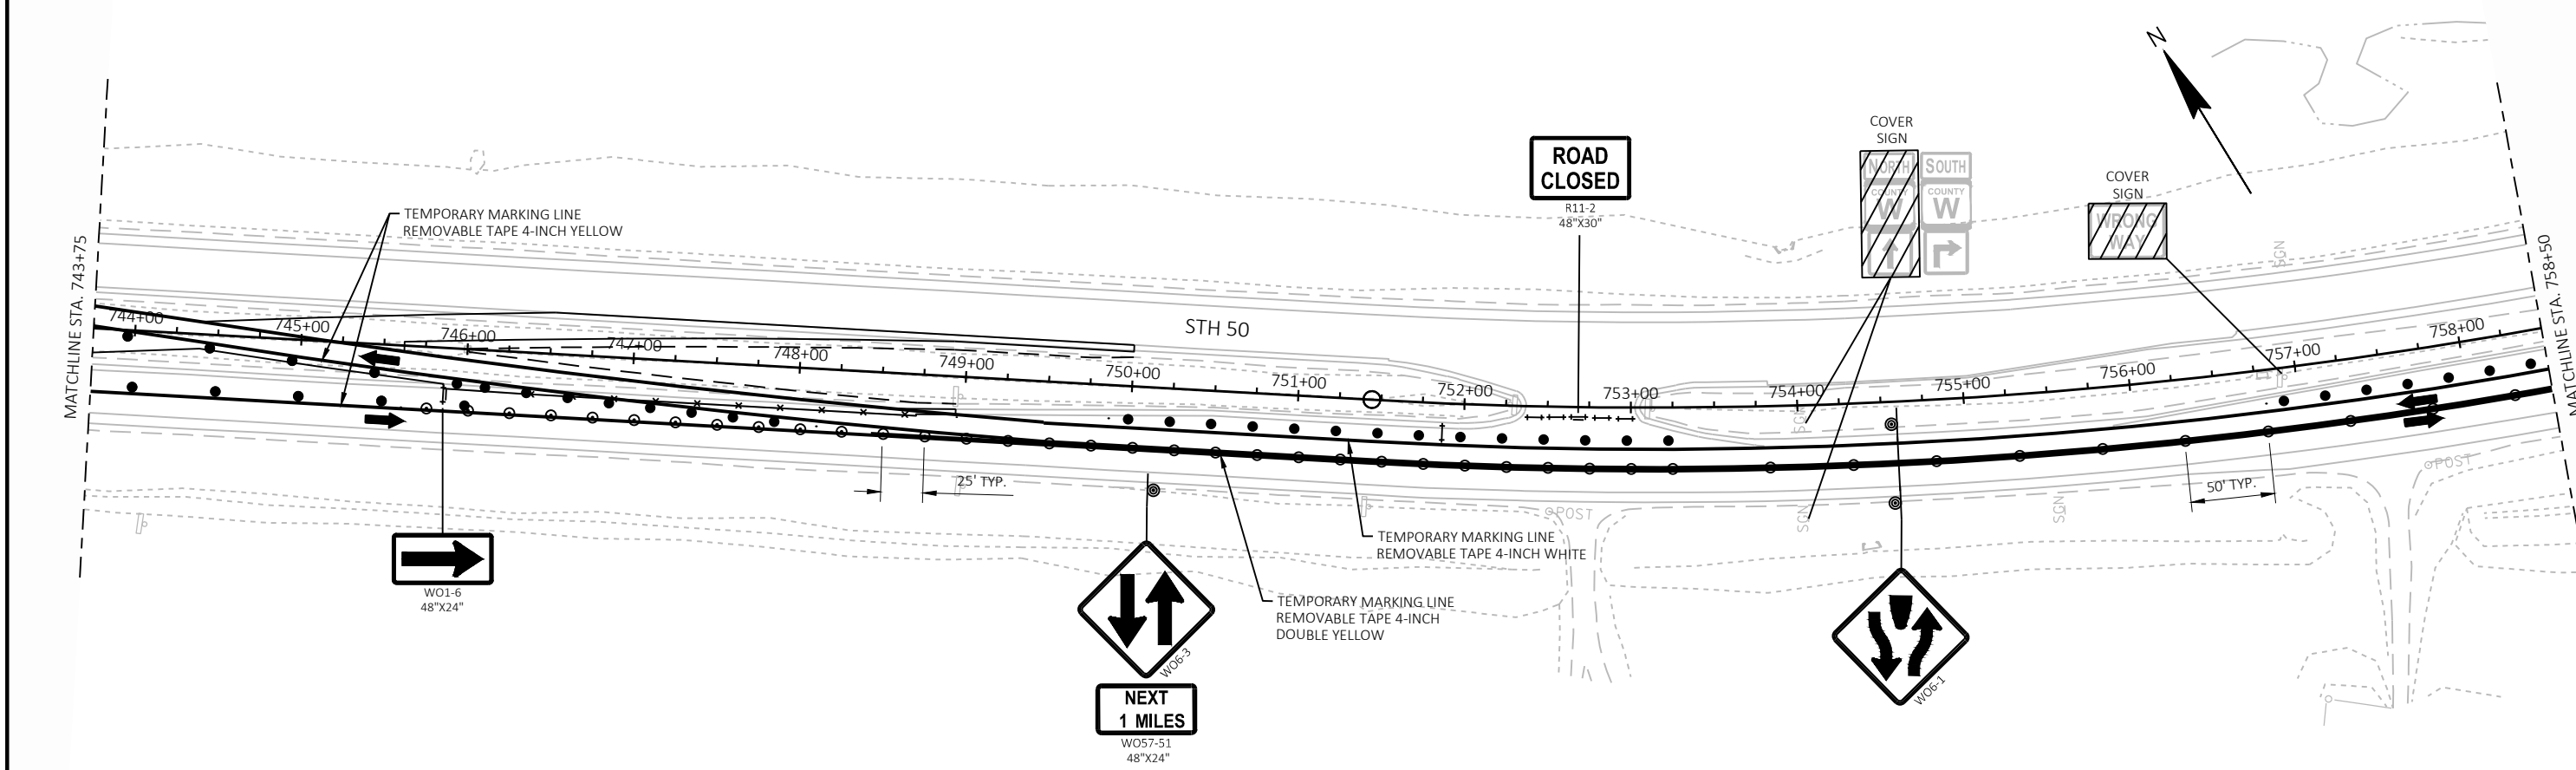 N
COVER
SIGN
ROAD
CLOSED
R11-2
48"X30"
NORTH
COUNTY
W
SOUTH
COUNTY
W
COVER
SIGN
WRONG
WAY
TEMPORARY MARKING LINE
REMOVABLE TAPE 4-INCH YELLOW
MATCHLINE STA. 743+75
MATCHLINE STA. 758+50
SGN
STH 50
744+00
745+00
746+00
747+00
748+00
749+00
750+00
751+00
752+00
753+00
754+00
755+00
756+00
757+00
758+00
SGN
25' TYP.
50' TYP.
POST
POST
SGN
SGN
TEMPORARY MARKING LINE
REMOVABLE TAPE 4-INCH WHITE
TEMPORARY MARKING LINE
REMOVABLE TAPE 4-INCH
DOUBLE YELLOW
WO1-6
48"X24"
WO6-3
NEXT
1 MILES
WO57-51
48"X24"
WO6-1